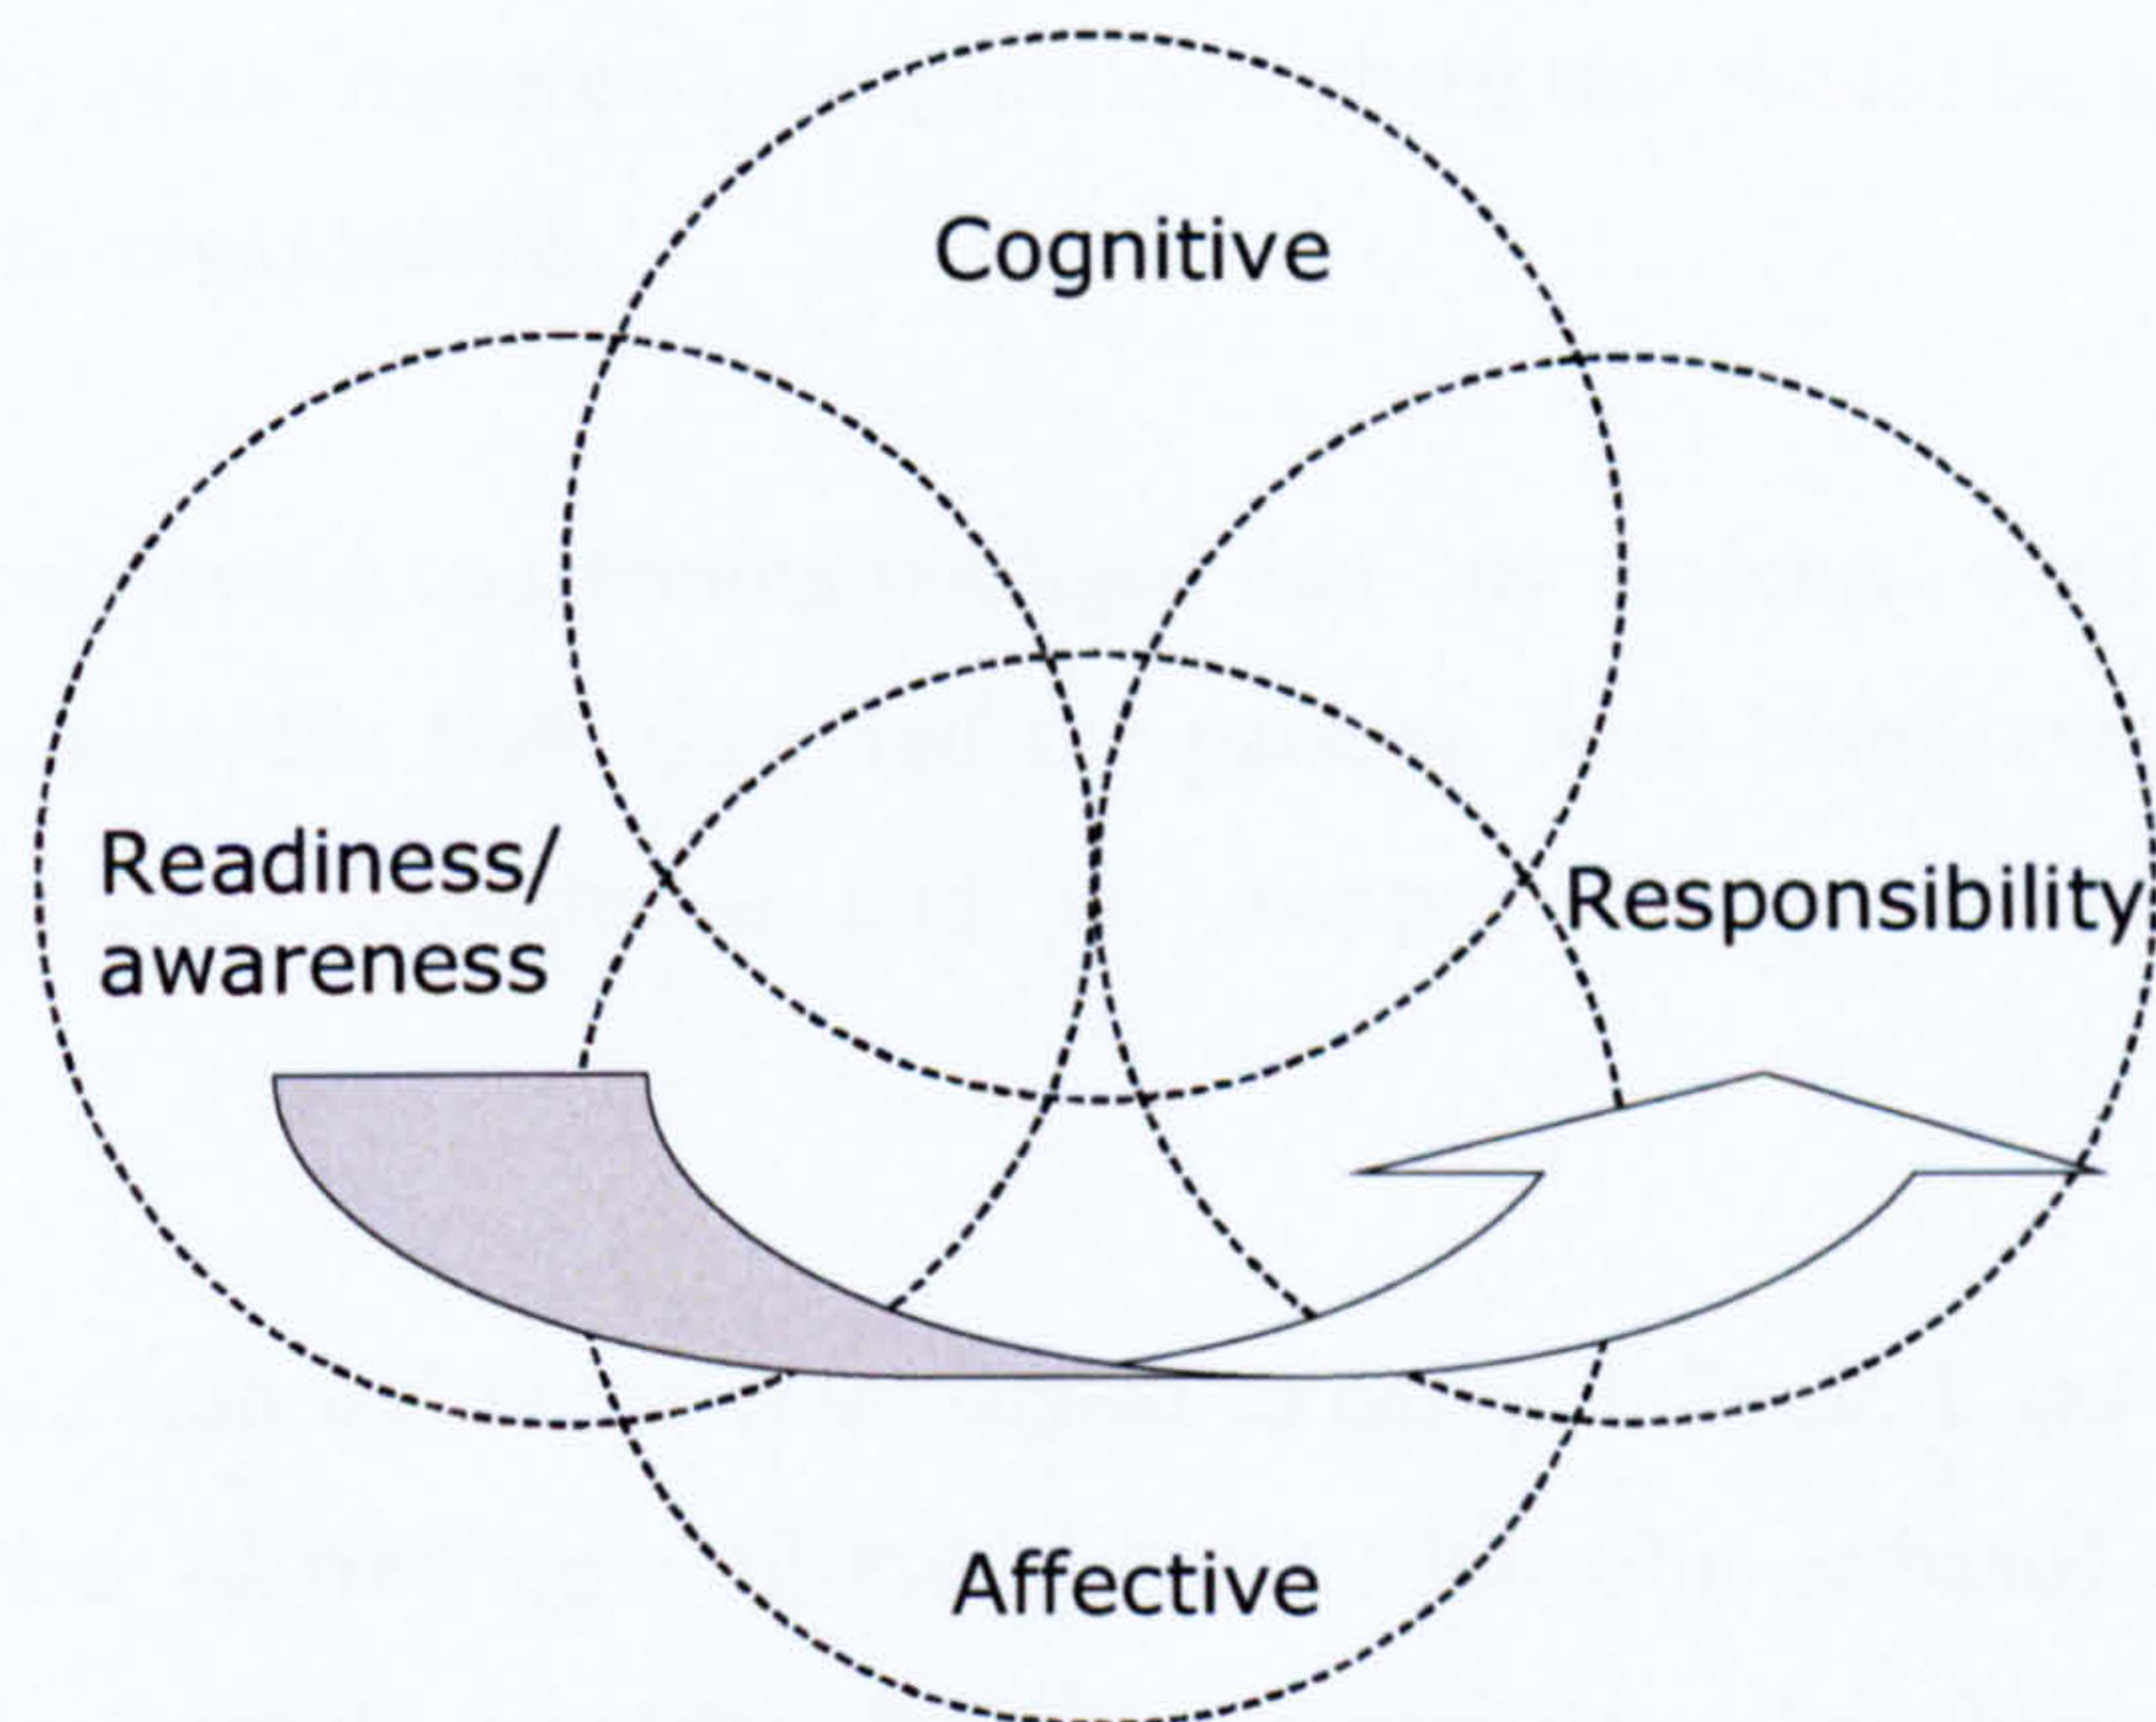 Cognitive
Readiness/
awareness
Responsibility
Affective